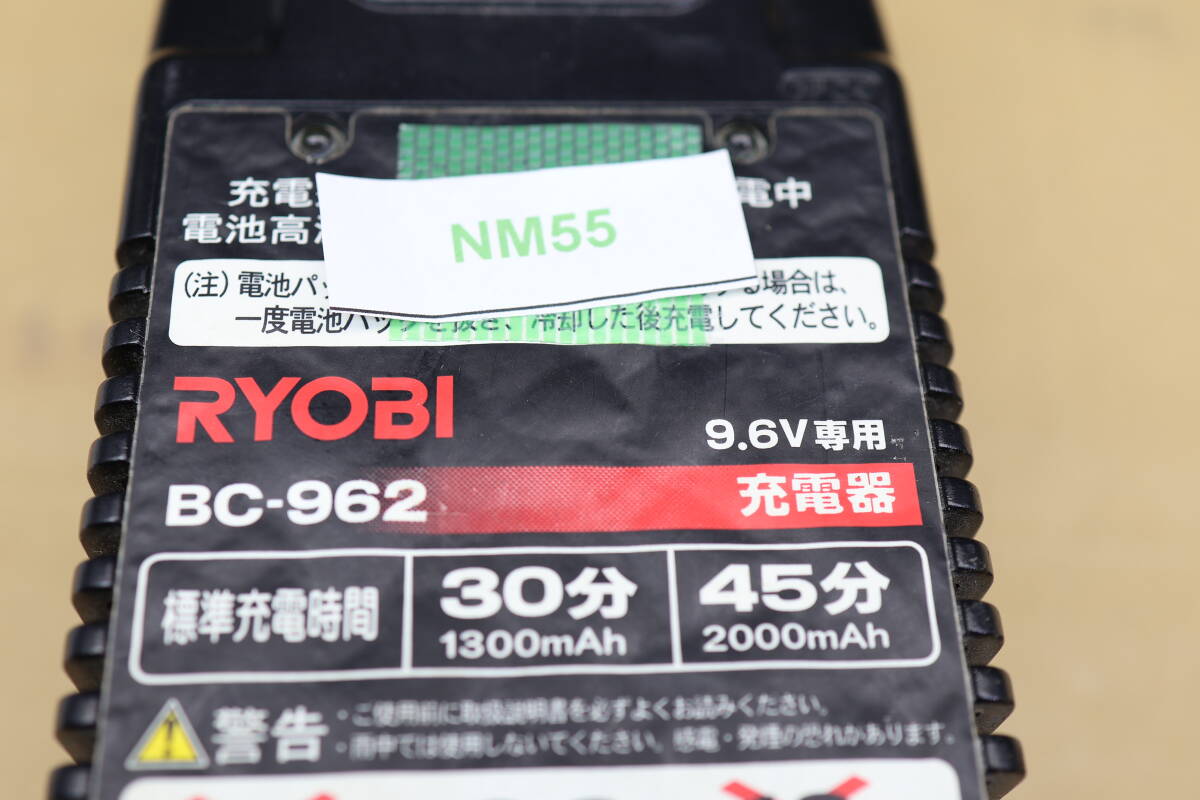 充電
電中
電池高
NM55
(注) 電池パッ
場合は、
一度電池パックを抜き、冷却した後充電してください。
RYOBI
9.6V専用
BC-962
充電器
標準充電時間
30分
1300mAh
45分
2000mAh
警告
・ご使用前に取扱説明書を必ずよくお読みください。
・雨中では使用しないでください。感電・発煙の恐れがあります。